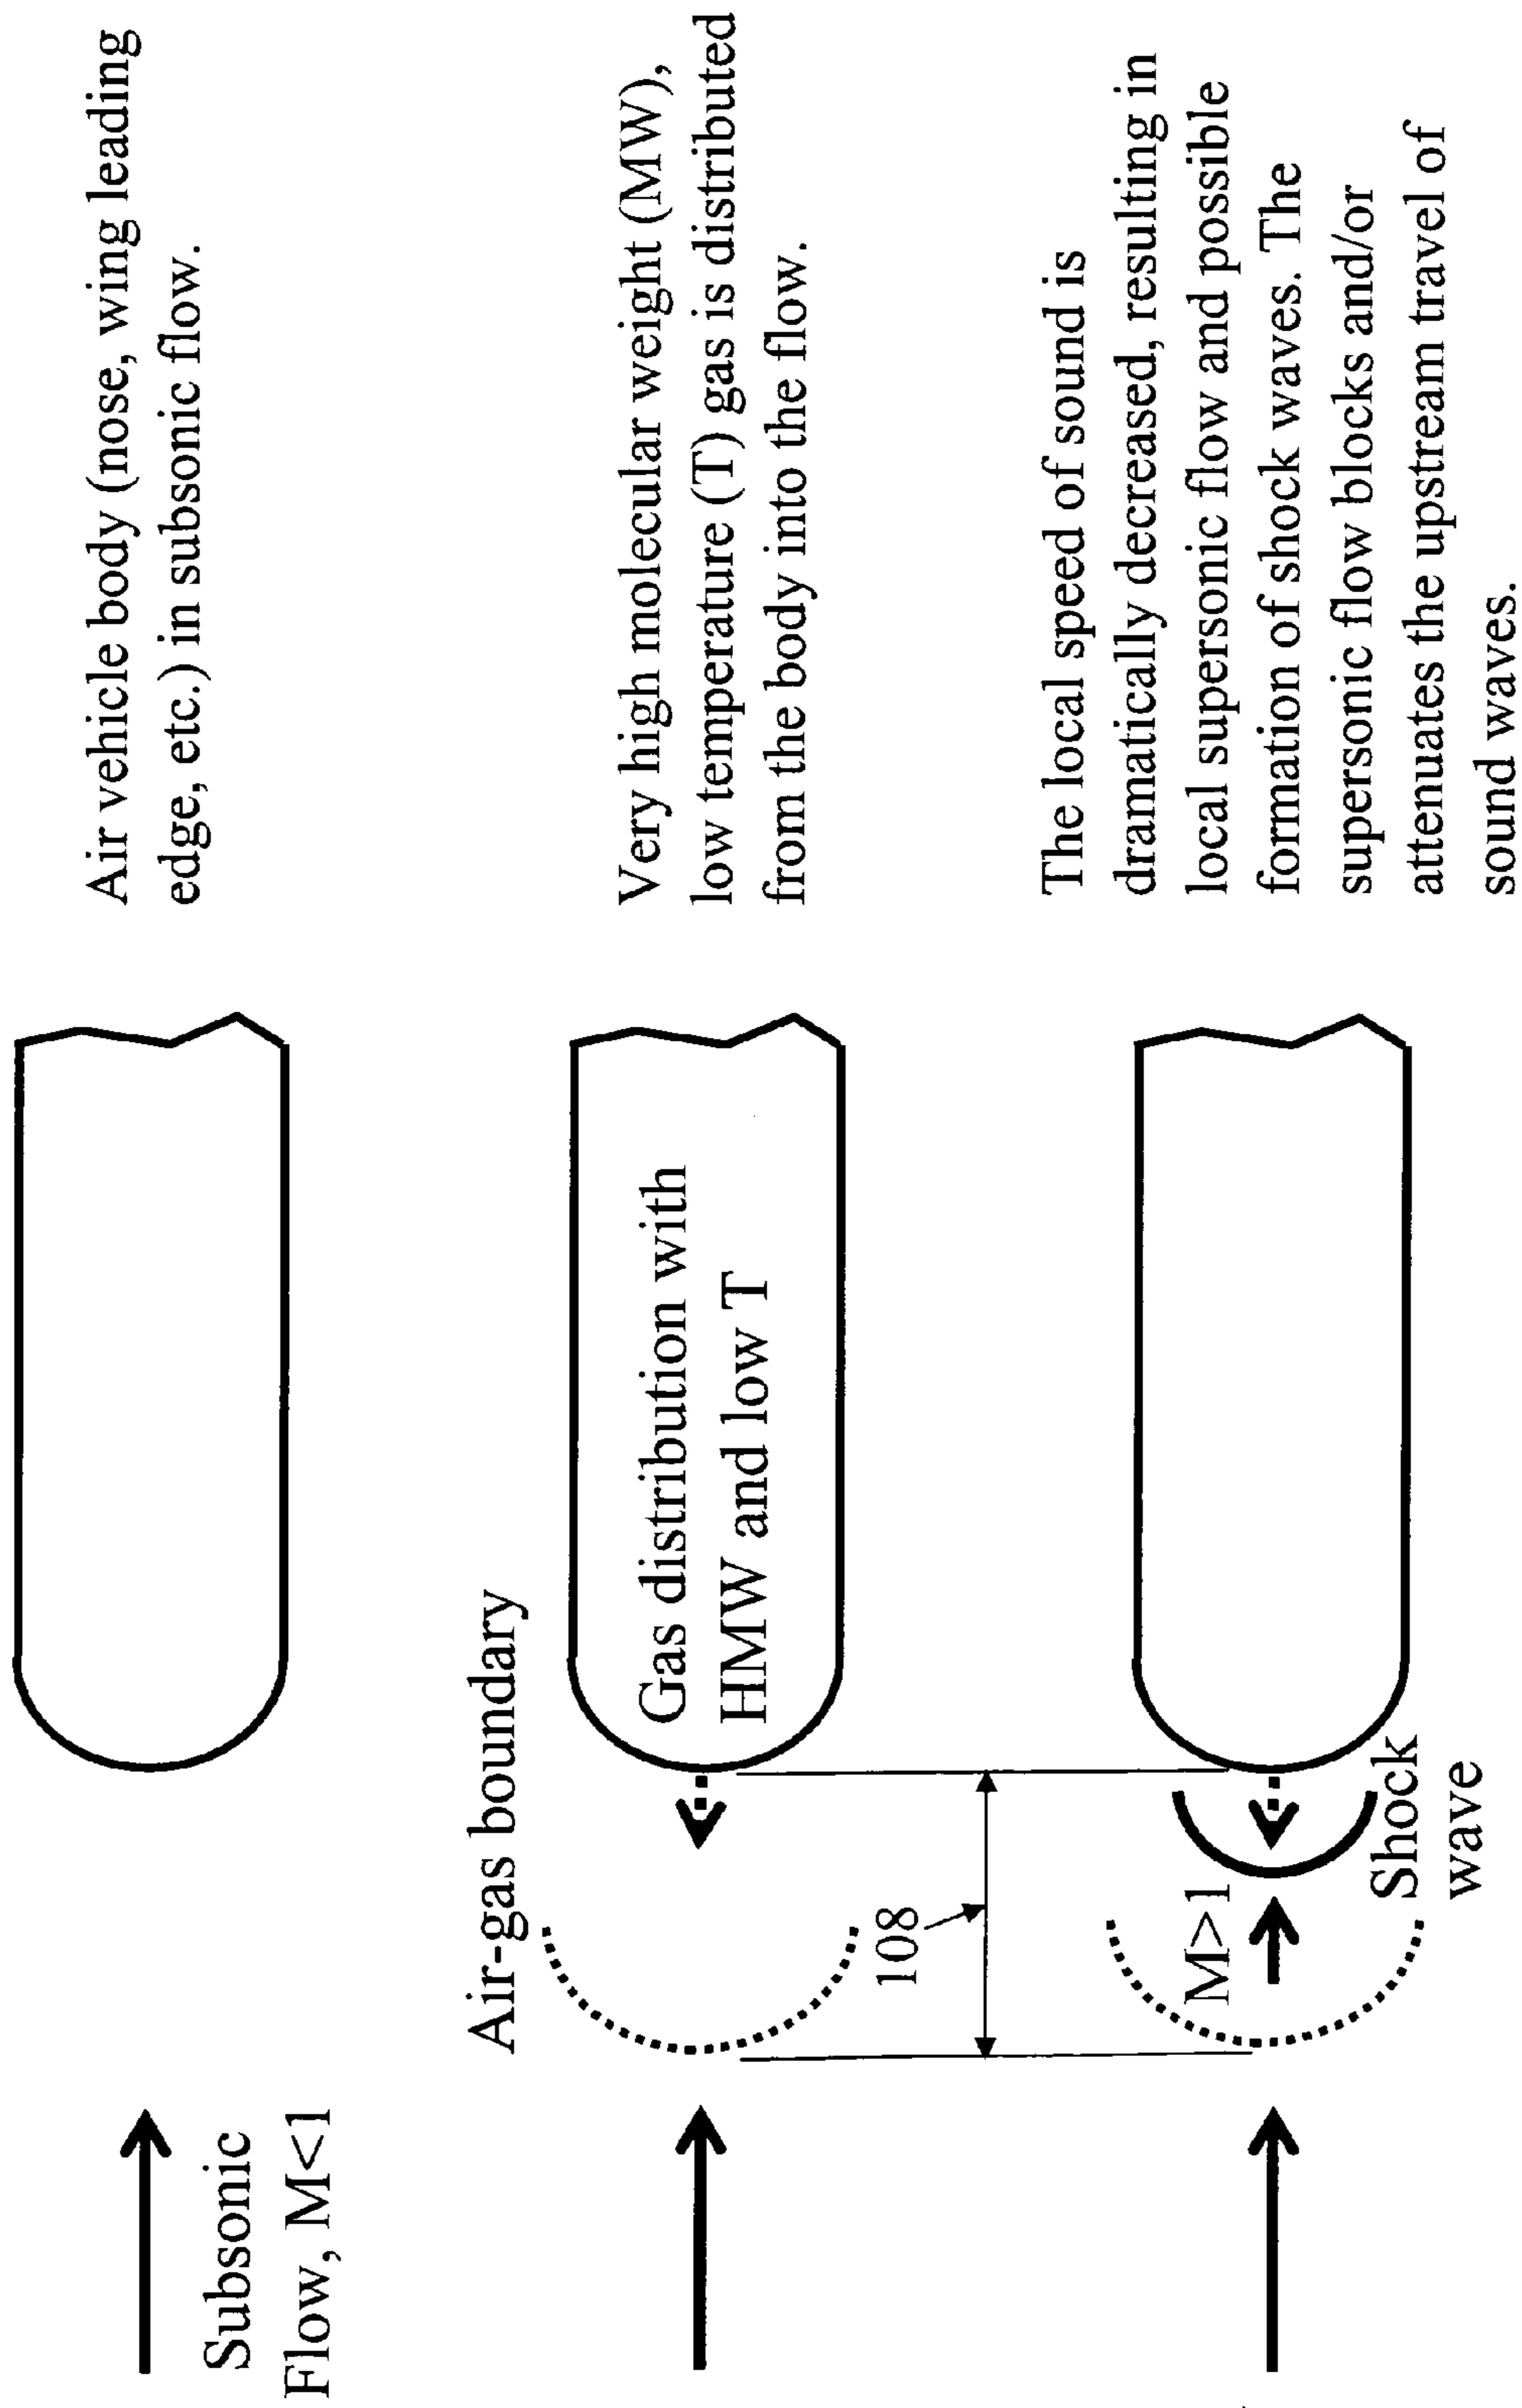 Subsonic
Flow, M<1
Air vehicle body (nose, wing leading
edge, etc.) in subsonic flow.
Air-gas boundary
Gas distribution with
HMW and low T
Very high molecular weight (MW),
low temperature (T) gas is distributed
from the body into the flow.
108
M>1
Shock
wave
The local speed of sound is
dramatically decreased, resulting in
local supersonic flow and possible
formation of shock waves. The
supersonic flow blocks and/or
attenuates the upstream travel of
sound waves.